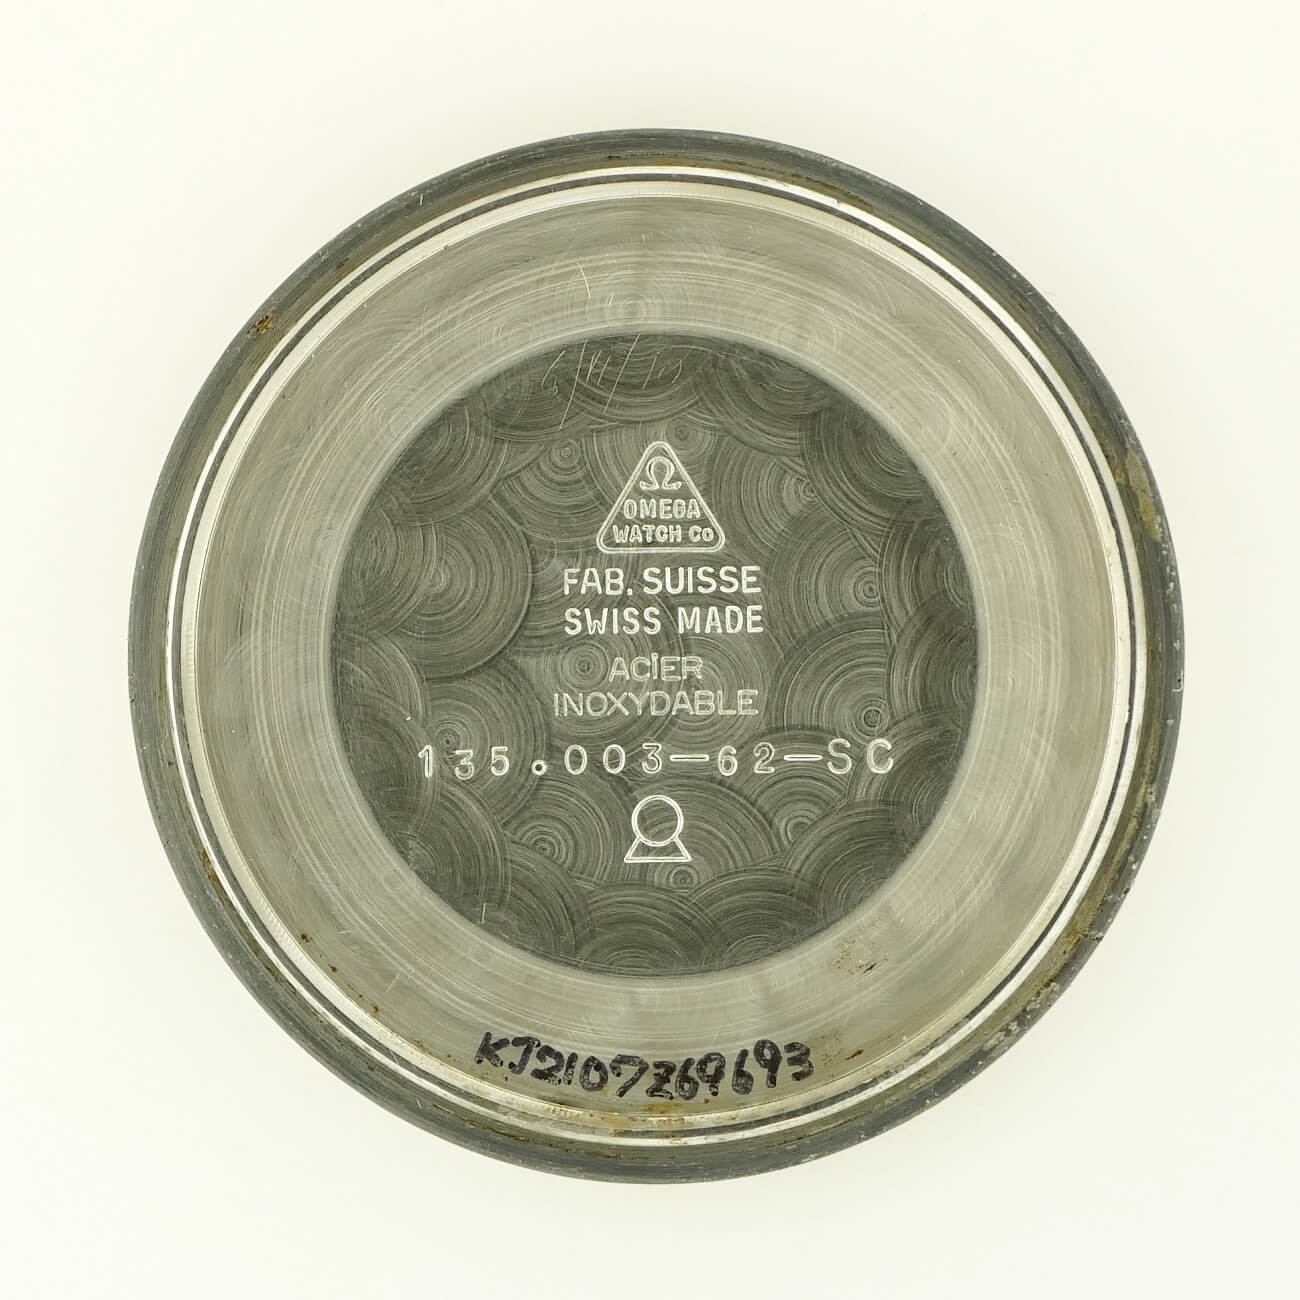 Ω
OMEGA
WATCH Co
FAB. SUISSE
SWISS MADE
ACIER
INOXYDABLE
135.003-62-SC
KJ2107269693